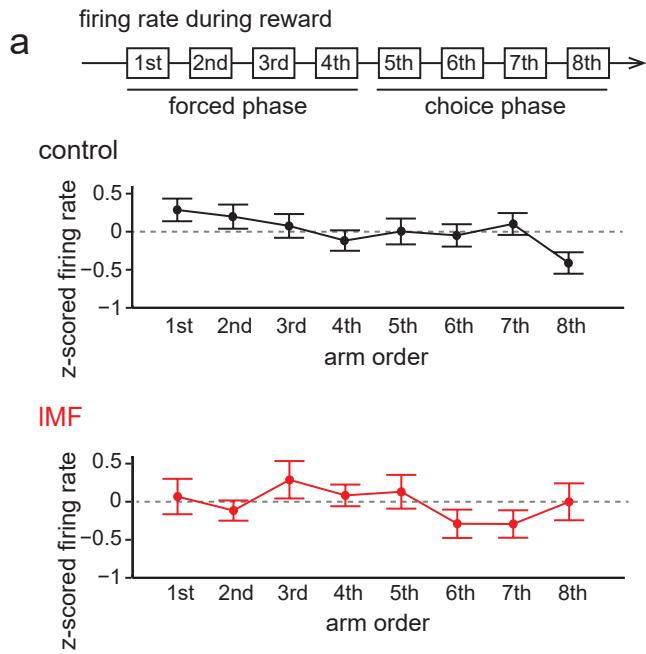 firing rate during reward
a
1st 2nd 3rd 4th 5th 6th 7th 8th
forced phase choice phase
control
z-scored firing rate
0.5
0
−0.5
−1
1st 2nd 3rd 4th 5th 6th 7th 8th
arm order
lMF
z-scored firing rate
0.5
0
−0.5
−1
1st 2nd 3rd 4th 5th 6th 7th 8th
arm order